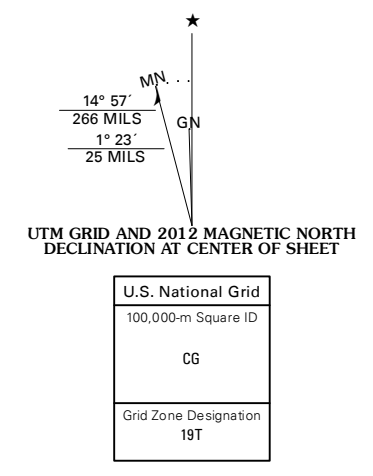 ★
MN
14° 57´
266 MILS
GN
1° 23´
25 MILS
UTM GRID AND 2012 MAGNETIC NORTH
DECLINATION AT CENTER OF SHEET
U.S. National Grid
100,000-m Square ID
CG
Grid Zone Designation
19T